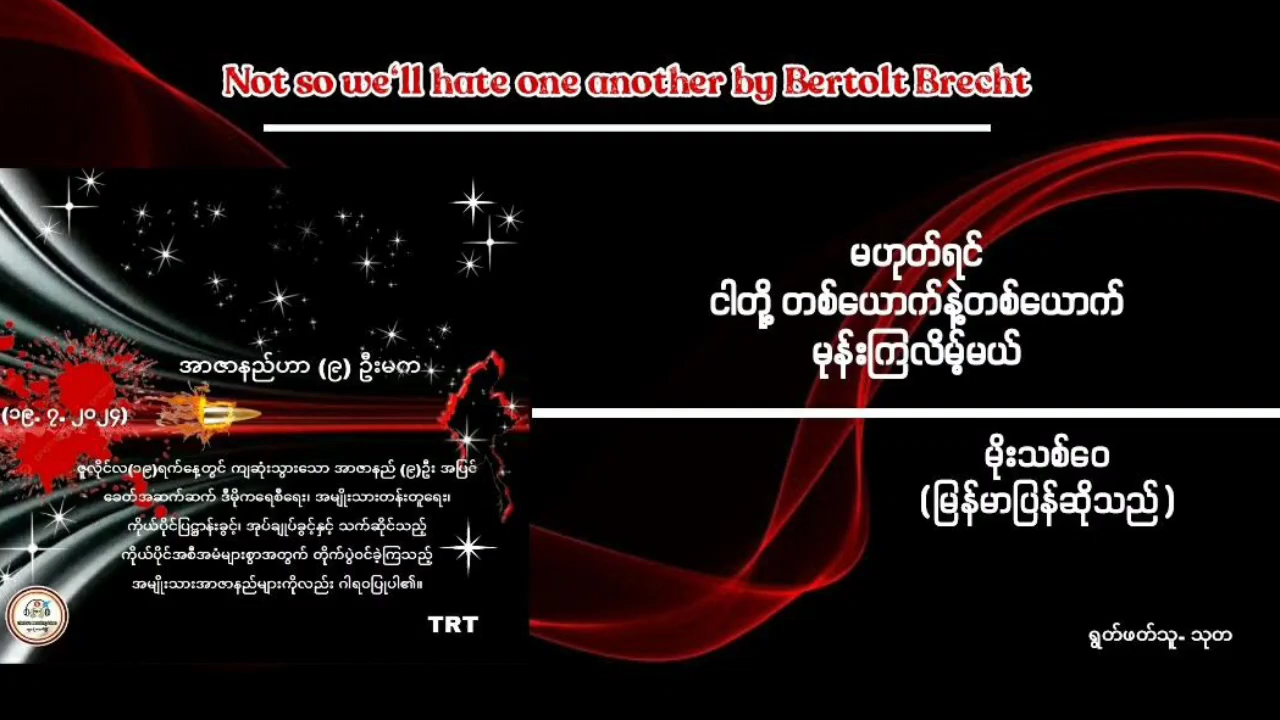 Not so we'll hate one another by Bertolt Brecht
မဟုတ်ရင်
ငါတို့ တစ်ယောက်နဲ့တစ်ယောက်
မုန်းကြလိမ့်မယ်
မိုးသစ်ဝေ
(မြန်မာပြန်ဆိုသည်)
ရွတ်ဖတ်သူ- သုတ
အာဇာနည်ဟာ (၉) ဦးမက
(၁၉. ၇. ၂၀၂၄)
ဇူလိုင်လ(၁၉)ရက်နေ့တွင် ကျဆုံးသွားသော အာဇာနည် (၉)ဦး အပြင်
ခေတ်အဆက်ဆက် ဒီမိုကရေစီရေး၊ အမျိုးသားတန်းတူရေး၊
ကိုယ်ပိုင်ပြဋ္ဌာန်းခွင့်၊ အုပ်ချုပ်ခွင့်နှင့် သက်ဆိုင်သည့်
ကိုယ်ပိုင်အစီအမံများစွာအတွက် တိုက်ပွဲဝင်ခဲ့ကြသည့်
အမျိုးသားအာဇာနည်များကိုလည်း ဂါရဝပြုပါ၏။
TRT